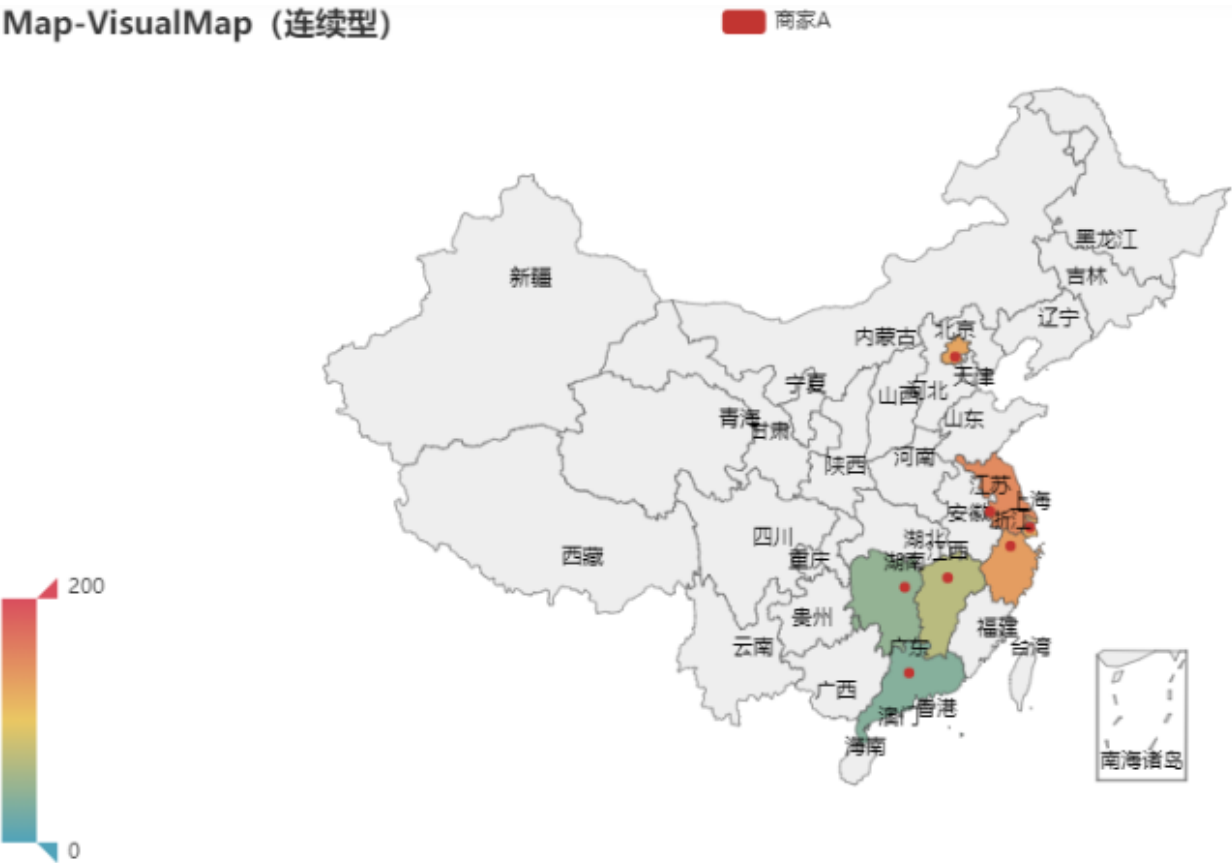 Map-VisualMap（连续型）
商家A
黑龙江
新疆
吉林
辽宁
北京
内蒙古
天津
宁夏
山西
河北
青海
甘肃
山东
陕西
河南
江苏
上海
安徽
浙江
四川
湖北
江西
西藏
重庆
湖南
200
贵州
福建
云南
广东
台湾
广西
澳门
香港
海南
南海诸岛
0